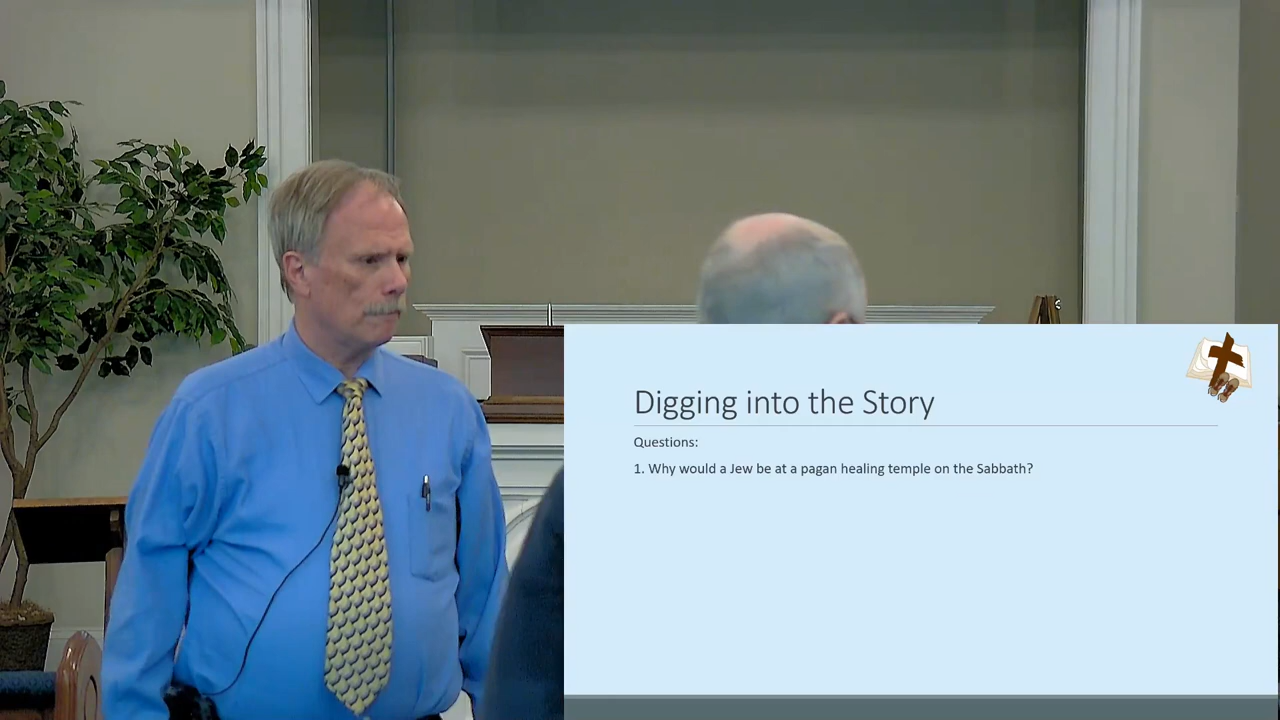 Digging into the Story
Questions:
1. Why would a Jew be at a pagan healing temple on the Sabbath?